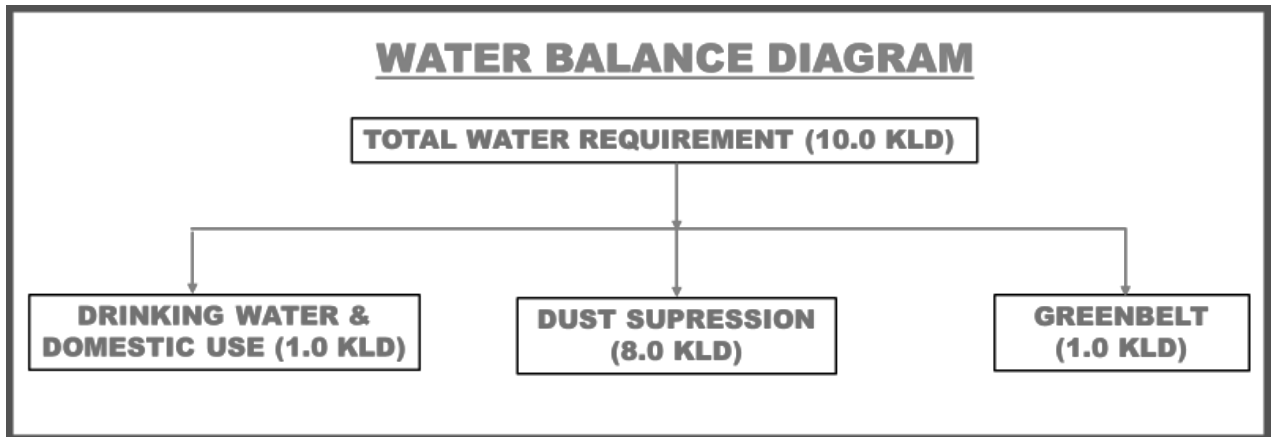 WATER BALANCE DIAGRAM
TOTAL WATER REQUIREMENT (10.0 KLD)
DRINKING WATER &
DOMESTIC USE (1.0 KLD)
DUST SUPRESSION
(8.0 KLD)
GREENBELT
(1.0 KLD)